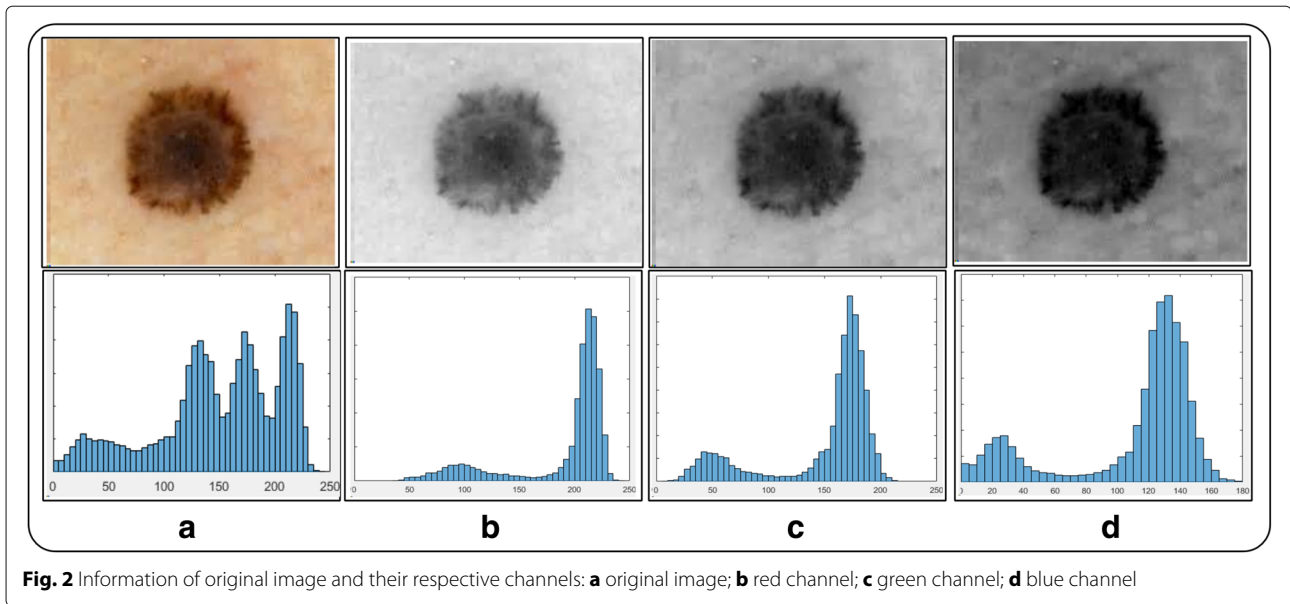 0 50 100 150 200 250
0 50 100 150 200 250
0 50 100 150 200 250
0 20 40 60 80 100 120 140 160 180
a b c d
Fig. 2 Information of original image and their respective channels: a original image; b red channel; c green channel; d blue channel